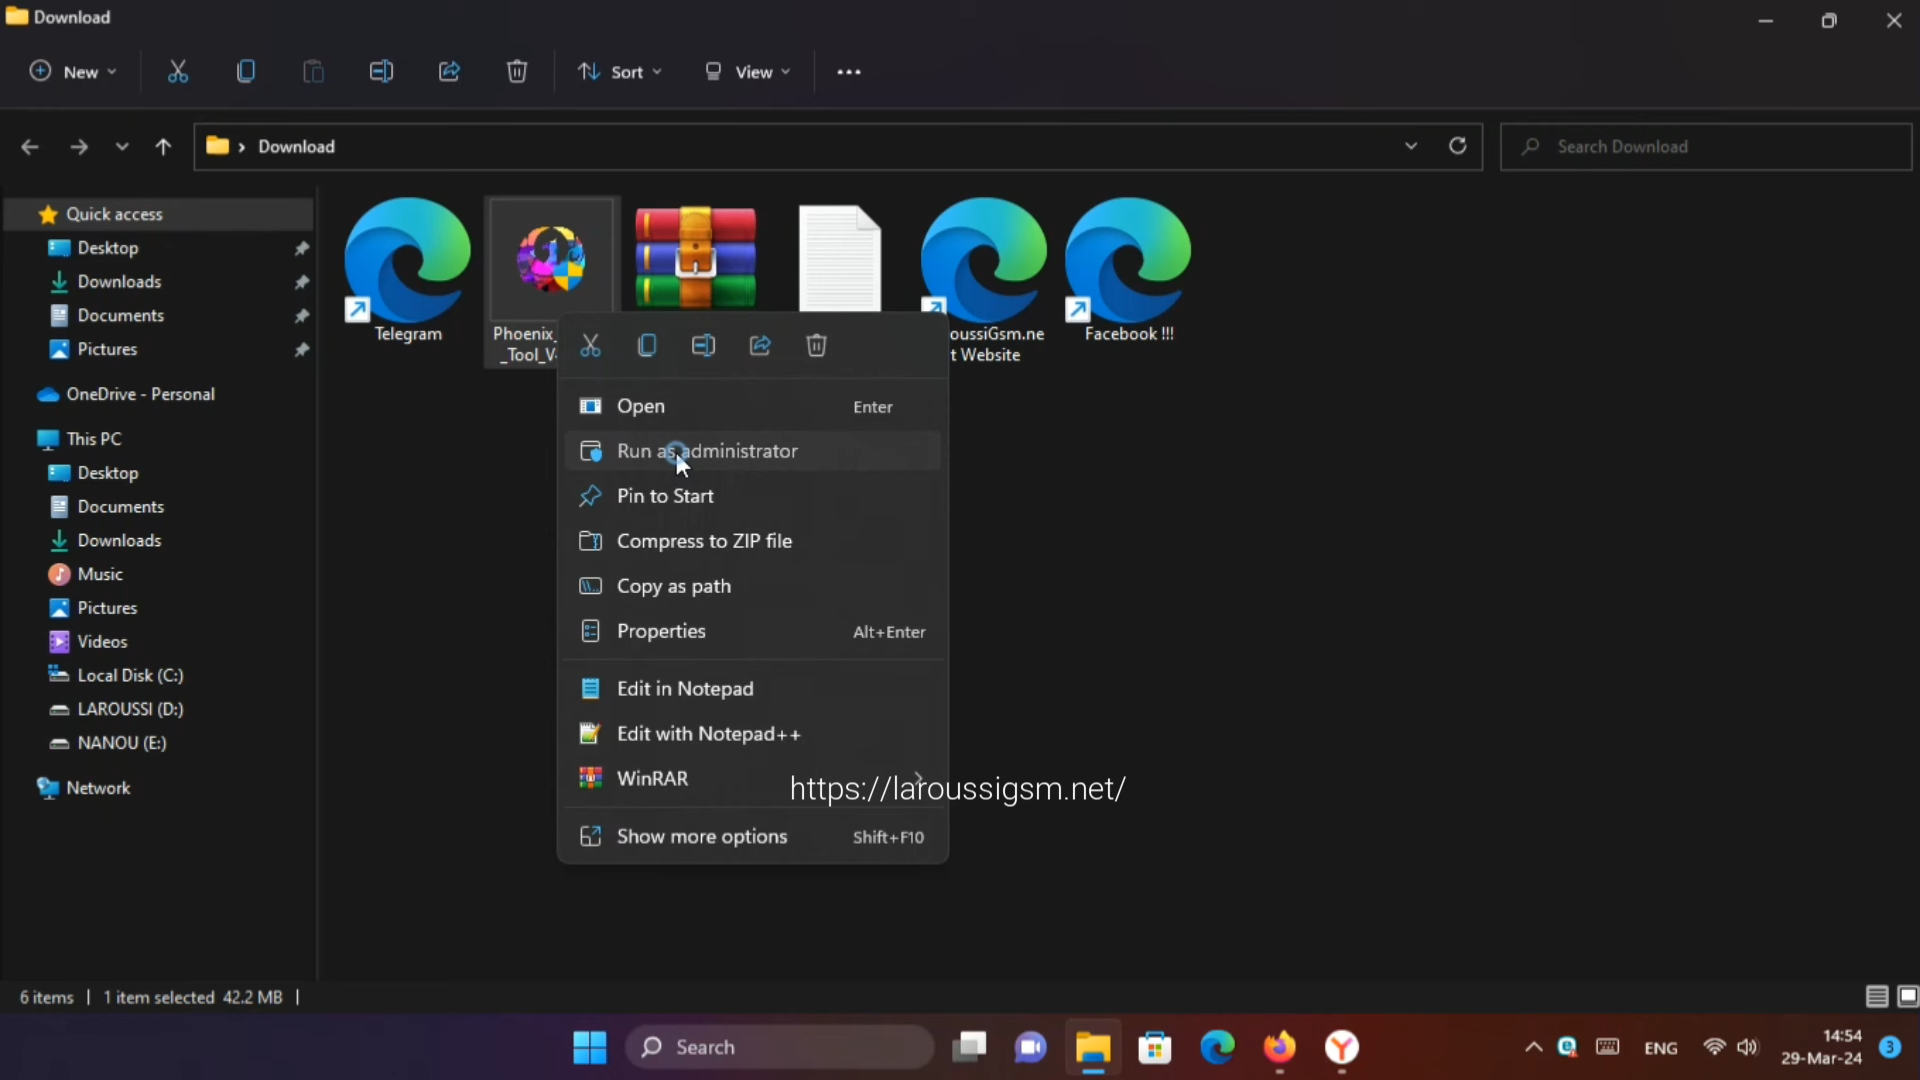 Download
New
Sort
View
Download
Search Download
Quick access
Desktop
Downloads
Documents
Pictures
OneDrive - Personal
This PC
Desktop
Documents
Downloads
Music
Pictures
Videos
Local Disk (C:)
LAROUSSI (D:)
NANOU (E:)
Network
Telegram
Phoenix_
_Tool_V
oussiGsm.ne
t Website
Facebook !!!
Open Enter
Run as administrator
Pin to Start
Compress to ZIP file
Copy as path
Properties Alt+Enter
Edit in Notepad
Edit with Notepad++
WinRAR
https://laroussigsm.net/
Show more options Shift+F10
6 items | 1 item selected 42.2 MB |
Search
ENG
14:54
29-Mar-24
3